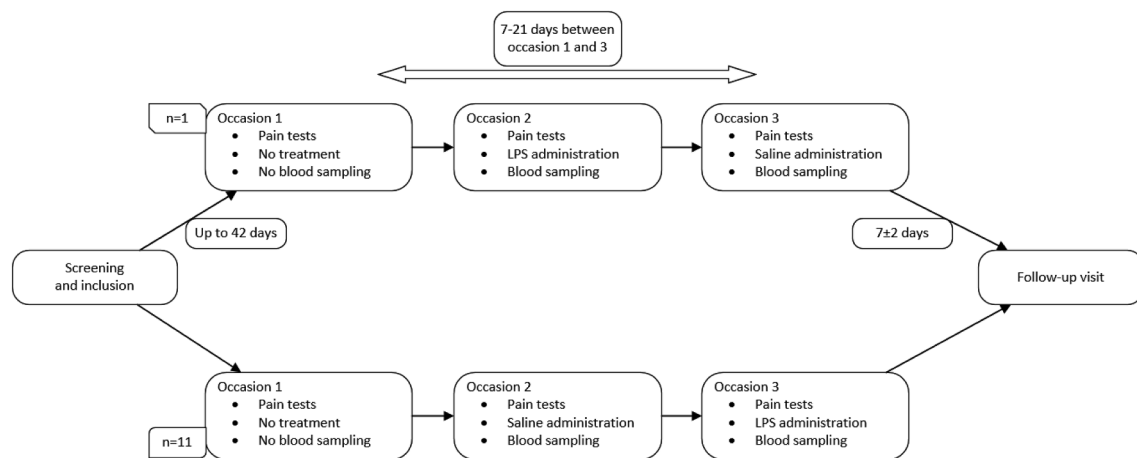 7-21 days between
occasion 1 and 3
n=1
Occasion 1
• Pain tests
• No treatment
• No blood sampling
Occasion 2
• Pain tests
• LPS administration
• Blood sampling
Occasion 3
• Pain tests
• Saline administration
• Blood sampling
Up to 42 days
7±2 days
Screening
and inclusion
Follow-up visit
n=11
Occasion 1
• Pain tests
• No treatment
• No blood sampling
Occasion 2
• Pain tests
• Saline administration
• Blood sampling
Occasion 3
• Pain tests
• LPS administration
• Blood sampling